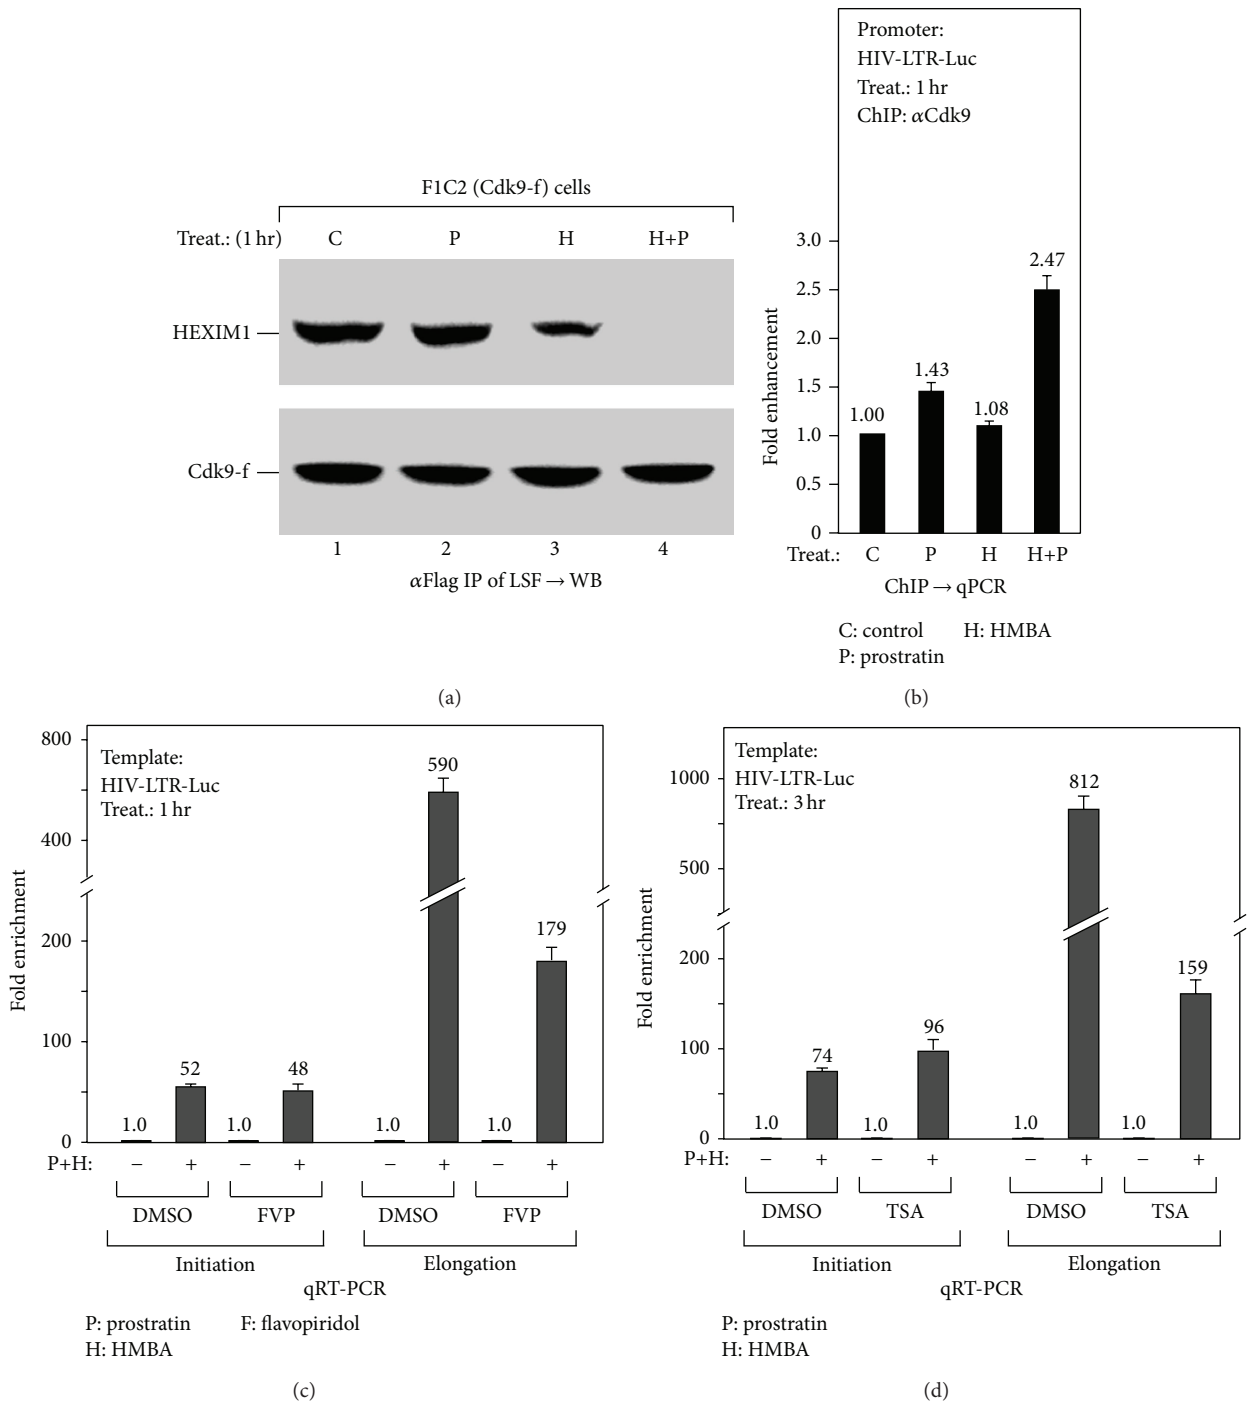 F1C2 (Cdk9-f) cells
Treat.: (1 hr) C P H H+P
HEXIM1
Cdk9-f
1 2 3 4
αFlag IP of LSF → WB
(a)
Promoter:
HIV-LTR-Luc
Treat.: 1 hr
ChIP: αCdk9
Fold enhancement
3.0
2.5
2.0
1.5
1.0
0.5
0
1.00 1.43 1.08 2.47
Treat.: C P H H+P
ChIP → qPCR
C: control H: HMBA
P: prostratin
(b)
Template:
HIV-LTR-Luc
Treat.: 1 hr
Fold enrichment
800
400
200
100
0
1.0 52 1.0 48 1.0 590 1.0 179
P+H: − + − + − + − +
DMSO FVP DMSO FVP
Initiation Elongation
qRT-PCR
P: prostratin F: flavopiridol
H: HMBA
(c)
Template:
HIV-LTR-Luc
Treat.: 3 hr
Fold enrichment
1000
500
200
100
0
1.0 74 1.0 96 1.0 812 1.0 159
P+H: − + − + − + − +
DMSO TSA DMSO TSA
Initiation Elongation
qRT-PCR
P: prostratin
H: HMBA
(d)